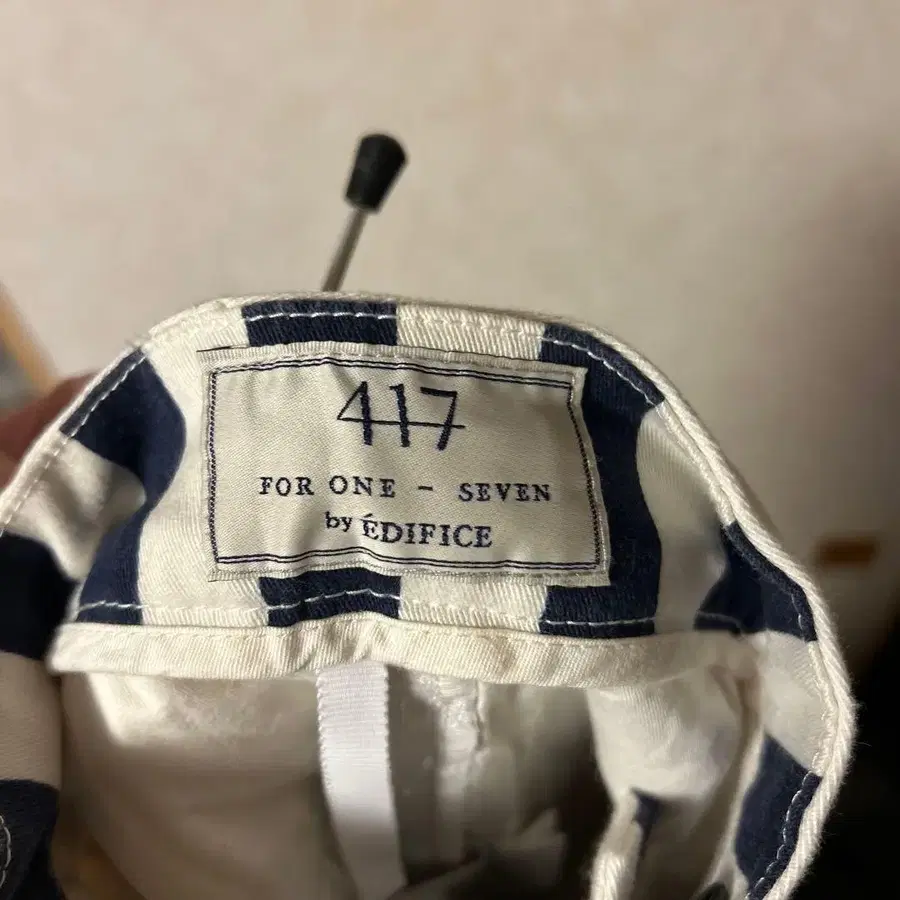 417
FOR ONE - SEVEN
by ÉDIFICE